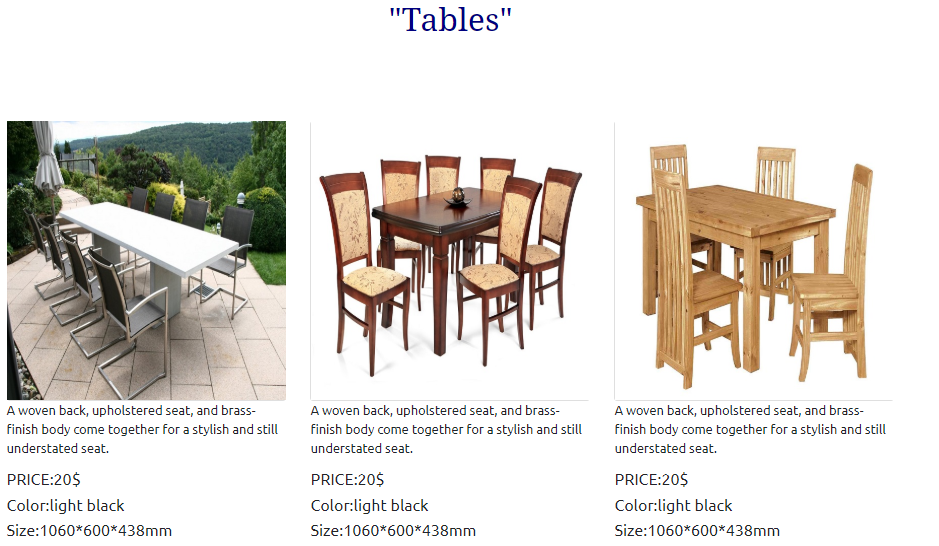 "Tables"
A woven back, upholstered seat, and brass-
finish body come together for a stylish and still
understated seat.
PRICE:20$
Color:light black
Size:1060*600*438mm
A woven back, upholstered seat, and brass-
finish body come together for a stylish and still
understated seat.
PRICE:20$
Color:light black
Size:1060*600*438mm
A woven back, upholstered seat, and brass-
finish body come together for a stylish and still
understated seat.
PRICE:20$
Color:light black
Size:1060*600*438mm